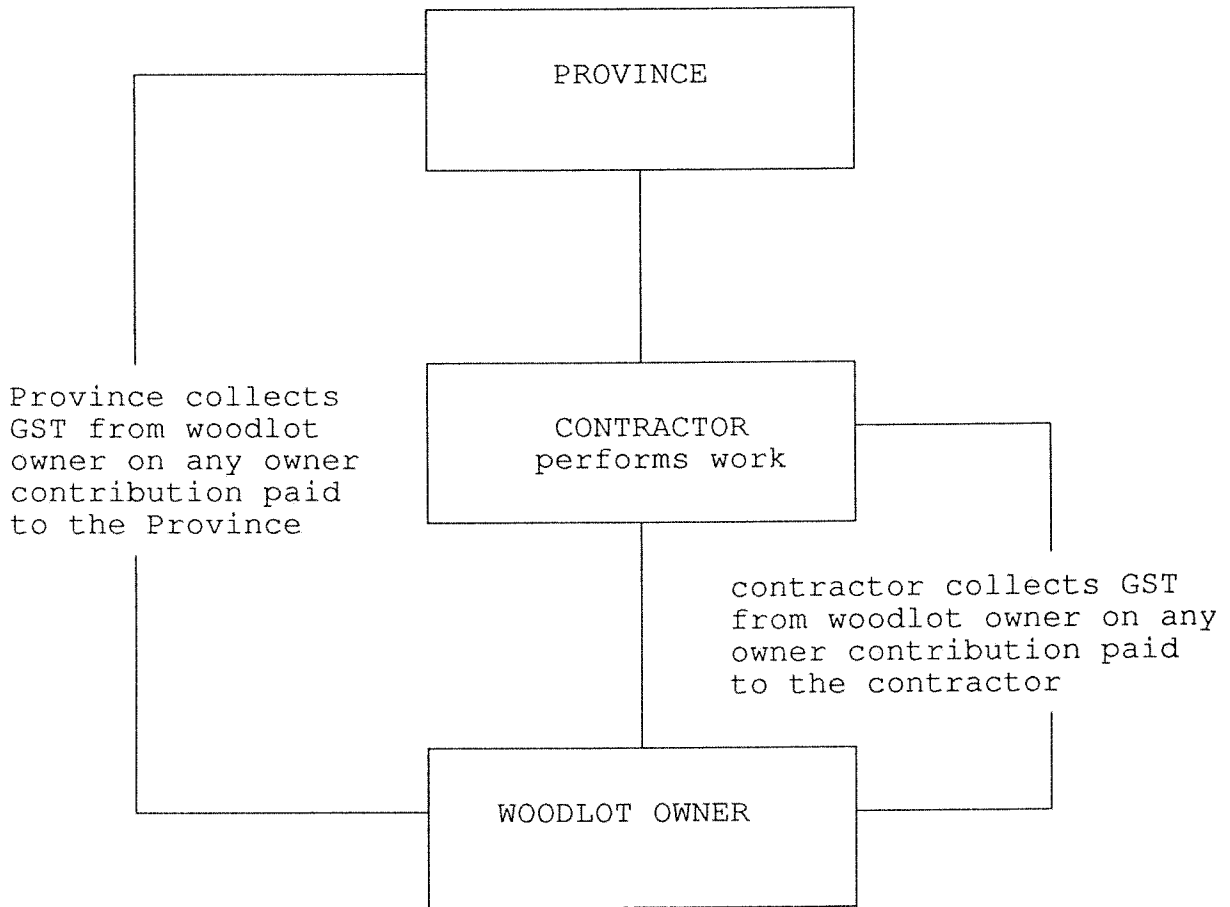 PROVINCE
Province collects
GST from woodlot
owner on any owner
contribution paid
to the Province
CONTRACTOR
performs work
contractor collects GST
from woodlot owner on any
owner contribution paid
to the contractor
WOODLOT OWNER